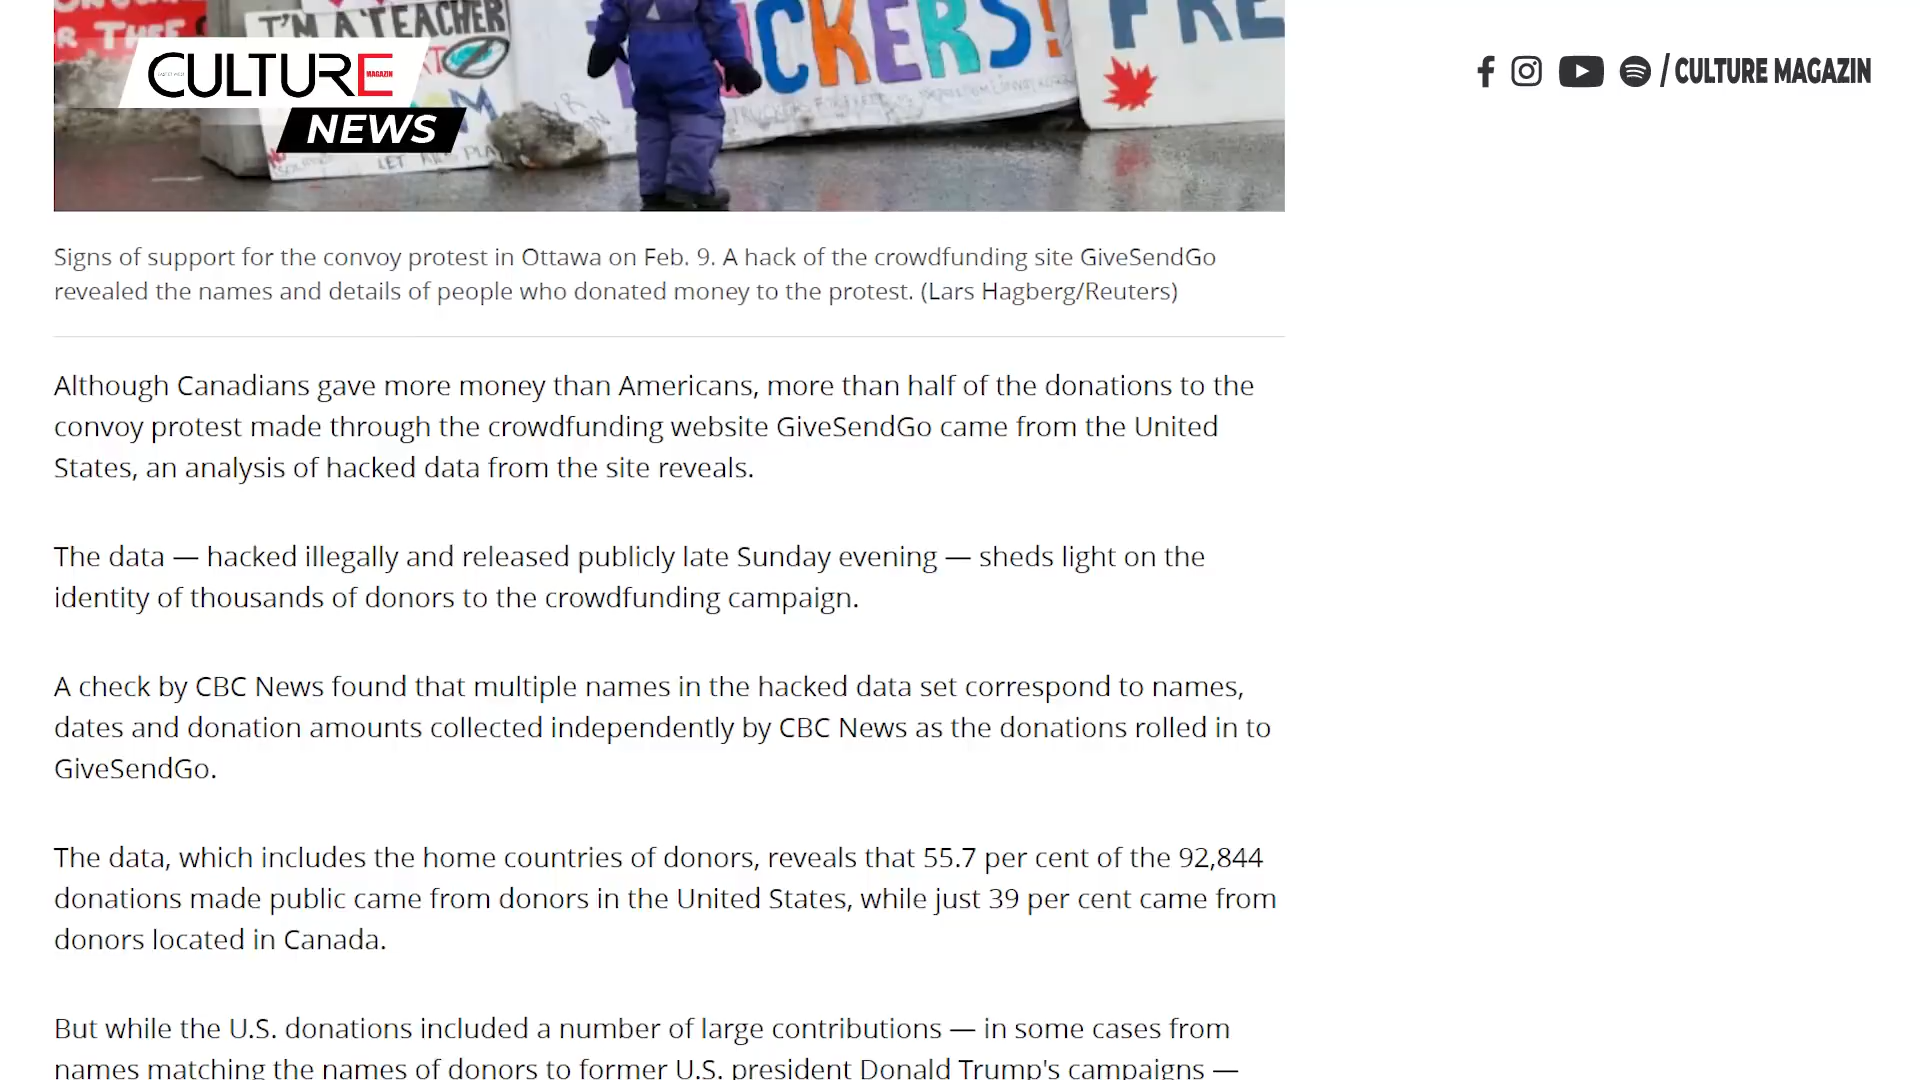 I'M A TEACHER
CULTURE
MAGAZIN
NEWS
CKERS!
FRE
/ CULTURE MAGAZIN
Signs of support for the convoy protest in Ottawa on Feb. 9. A hack of the crowdfunding site GiveSendGo
revealed the names and details of people who donated money to the protest. (Lars Hagberg/Reuters)
Although Canadians gave more money than Americans, more than half of the donations to the
convoy protest made through the crowdfunding website GiveSendGo came from the United
States, an analysis of hacked data from the site reveals.
The data — hacked illegally and released publicly late Sunday evening — sheds light on the
identity of thousands of donors to the crowdfunding campaign.
A check by CBC News found that multiple names in the hacked data set correspond to names,
dates and donation amounts collected independently by CBC News as the donations rolled in to
GiveSendGo.
The data, which includes the home countries of donors, reveals that 55.7 per cent of the 92,844
donations made public came from donors in the United States, while just 39 per cent came from
donors located in Canada.
But while the U.S. donations included a number of large contributions — in some cases from
names matching the names of donors to former U.S. president Donald Trump's campaigns —